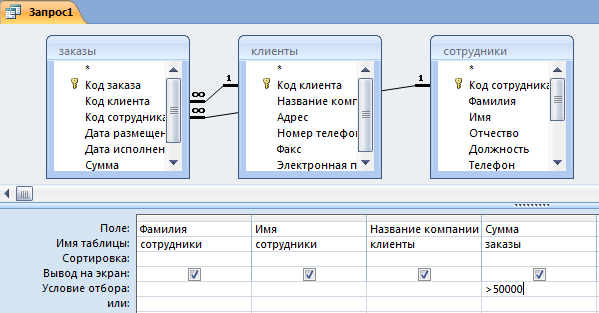 Запрос1
заказы
*
Код заказа
Код клиента
Код сотрудника
Дата размещен
Дата исполнен
Сумма
1
∞
∞
клиенты
*
Код клиента
Название комп
Адрес
Номер телефо
Факс
Электронная п
1
сотрудники
*
Код сотрудника
Фамилия
Имя
Отчество
Должность
Телефон
Поле: Фамилия Имя Название компании Сумма
Имя таблицы: сотрудники сотрудники клиенты заказы
Сортировка:
Вывод на экран:
Условие отбора: >50000
или: